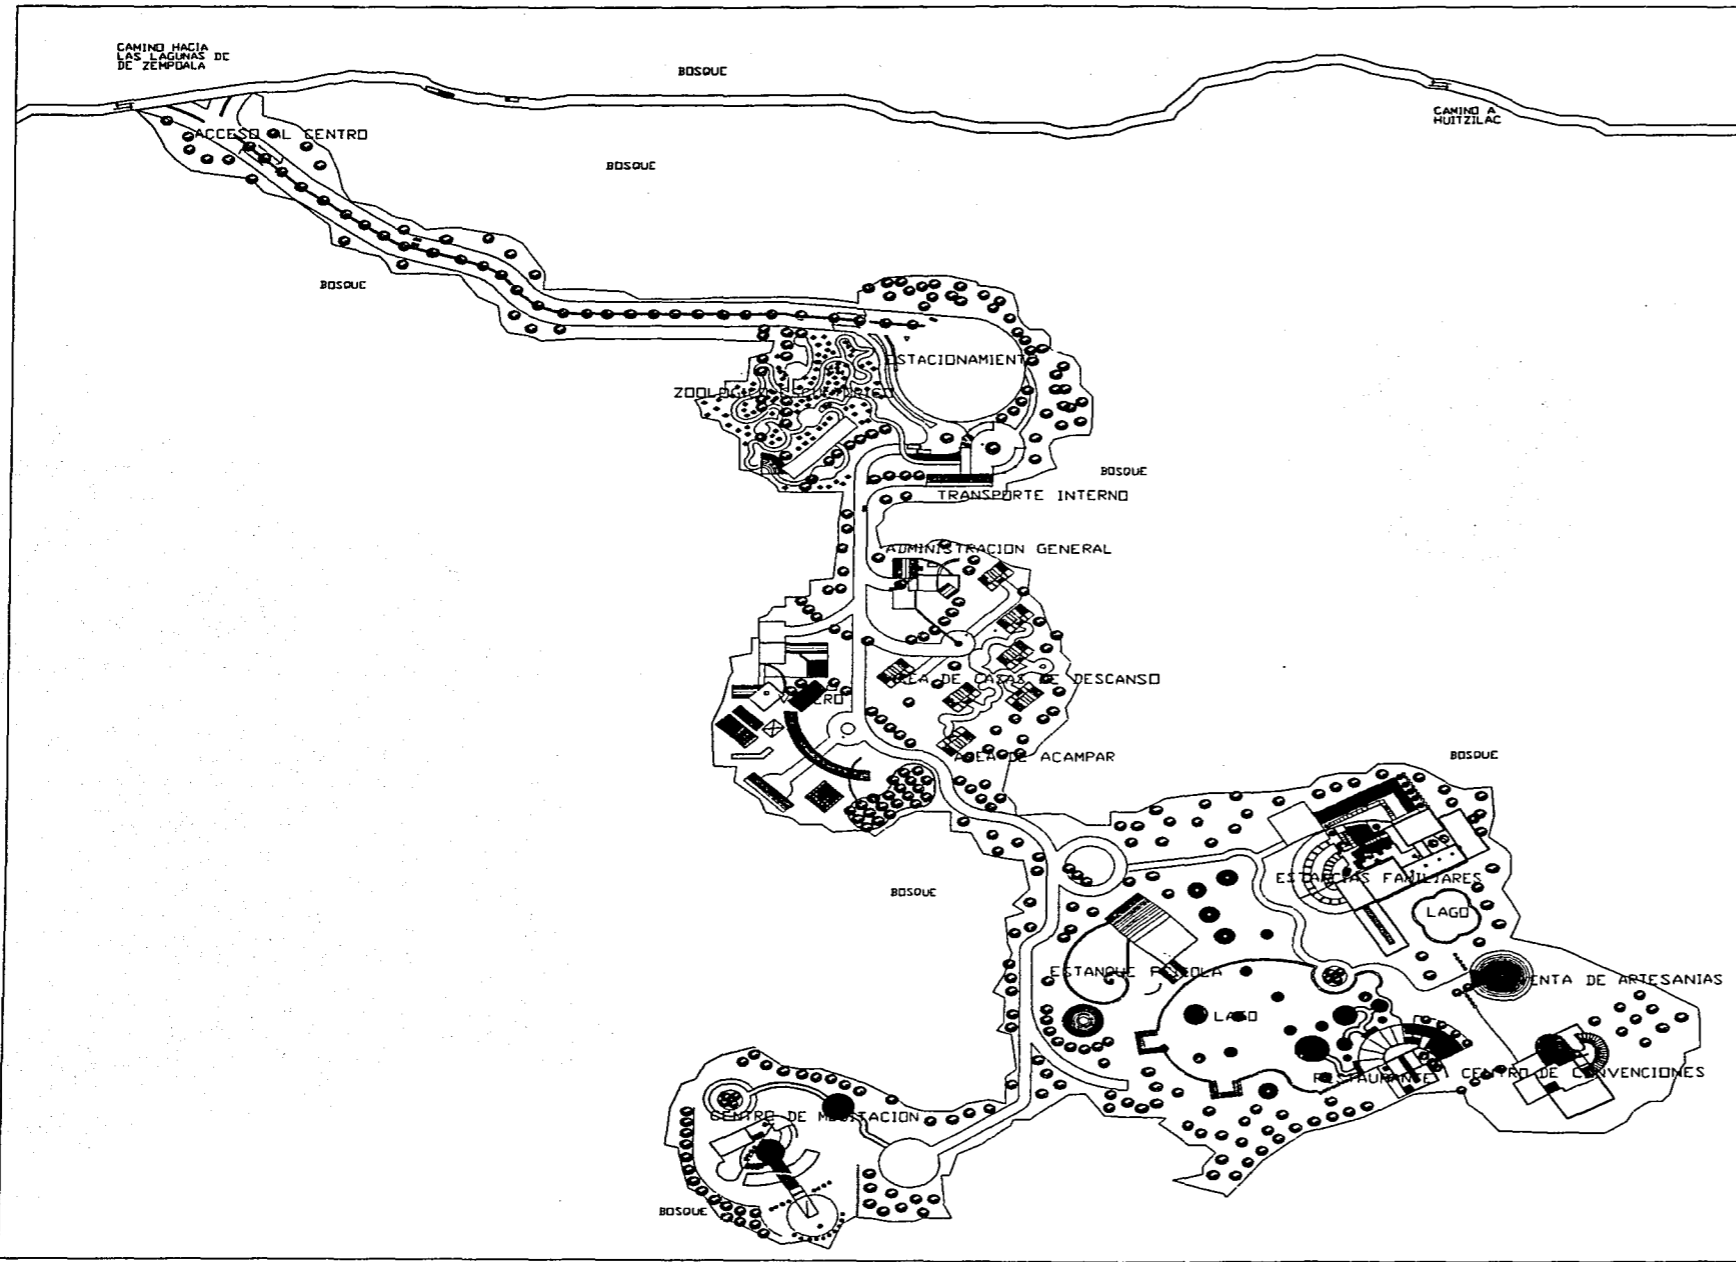 CAMINO HACIA
LAS LAGUNAS DE
DE ZEMPOALA
BOSQUE
CAMINO A
HUITZILAC
ACCESO AL CENTRO
BOSQUE
BOSQUE
ESTACIONAMIENTO
ZOOLOGICO
BOSQUE
TRANSPORTE INTERNO
ADMINISTRACION GENERAL
AREA DE CASAS DE DESCANSO
AREA DE ACAMPAR
BOSQUE
ESTANCIAS FAMILIARES
BOSQUE
LAGO
ESTANQUE
VENTA DE ARTESANIAS
LAGO
RESTAURANTE
CENTRO DE CONVENCIONES
CENTRO DE MEDITACION
BOSQUE